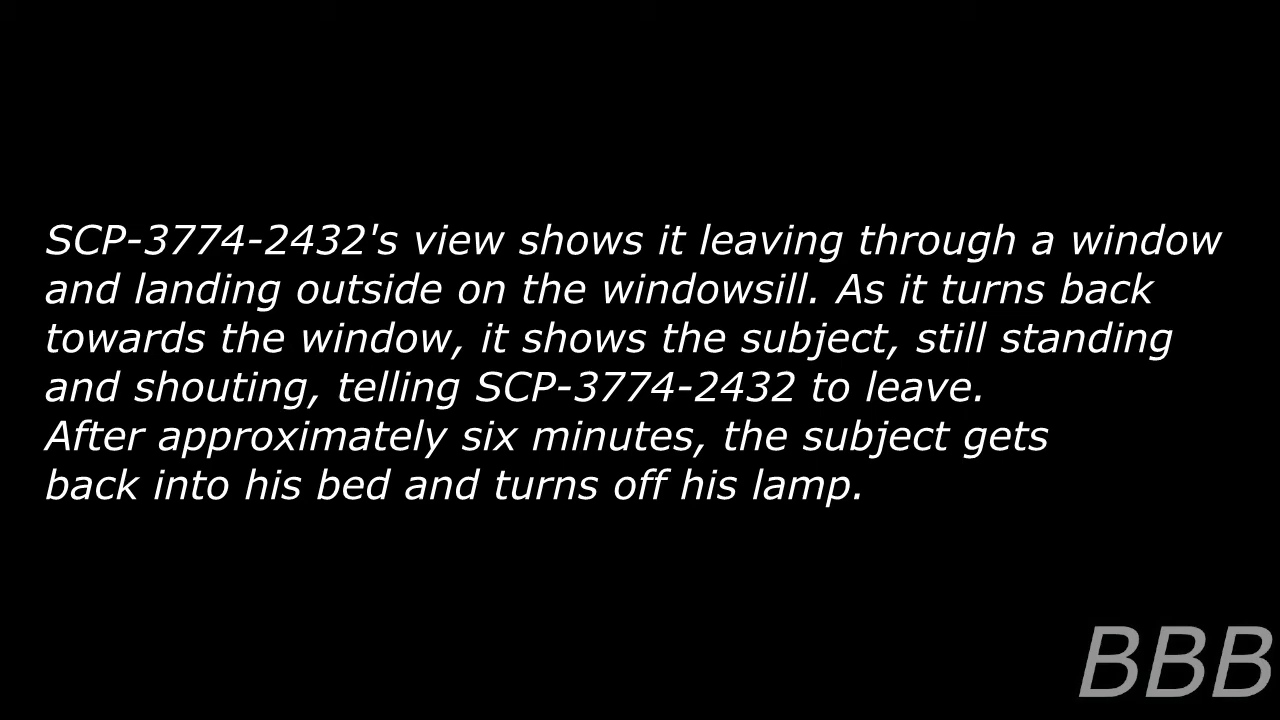 SCP-3774-2432's view shows it leaving through a window
and landing outside on the windowsill. As it turns back
towards the window, it shows the subject, still standing
and shouting, telling SCP-3774-2432 to leave.
After approximately six minutes, the subject gets
back into his bed and turns off his lamp.
BBB